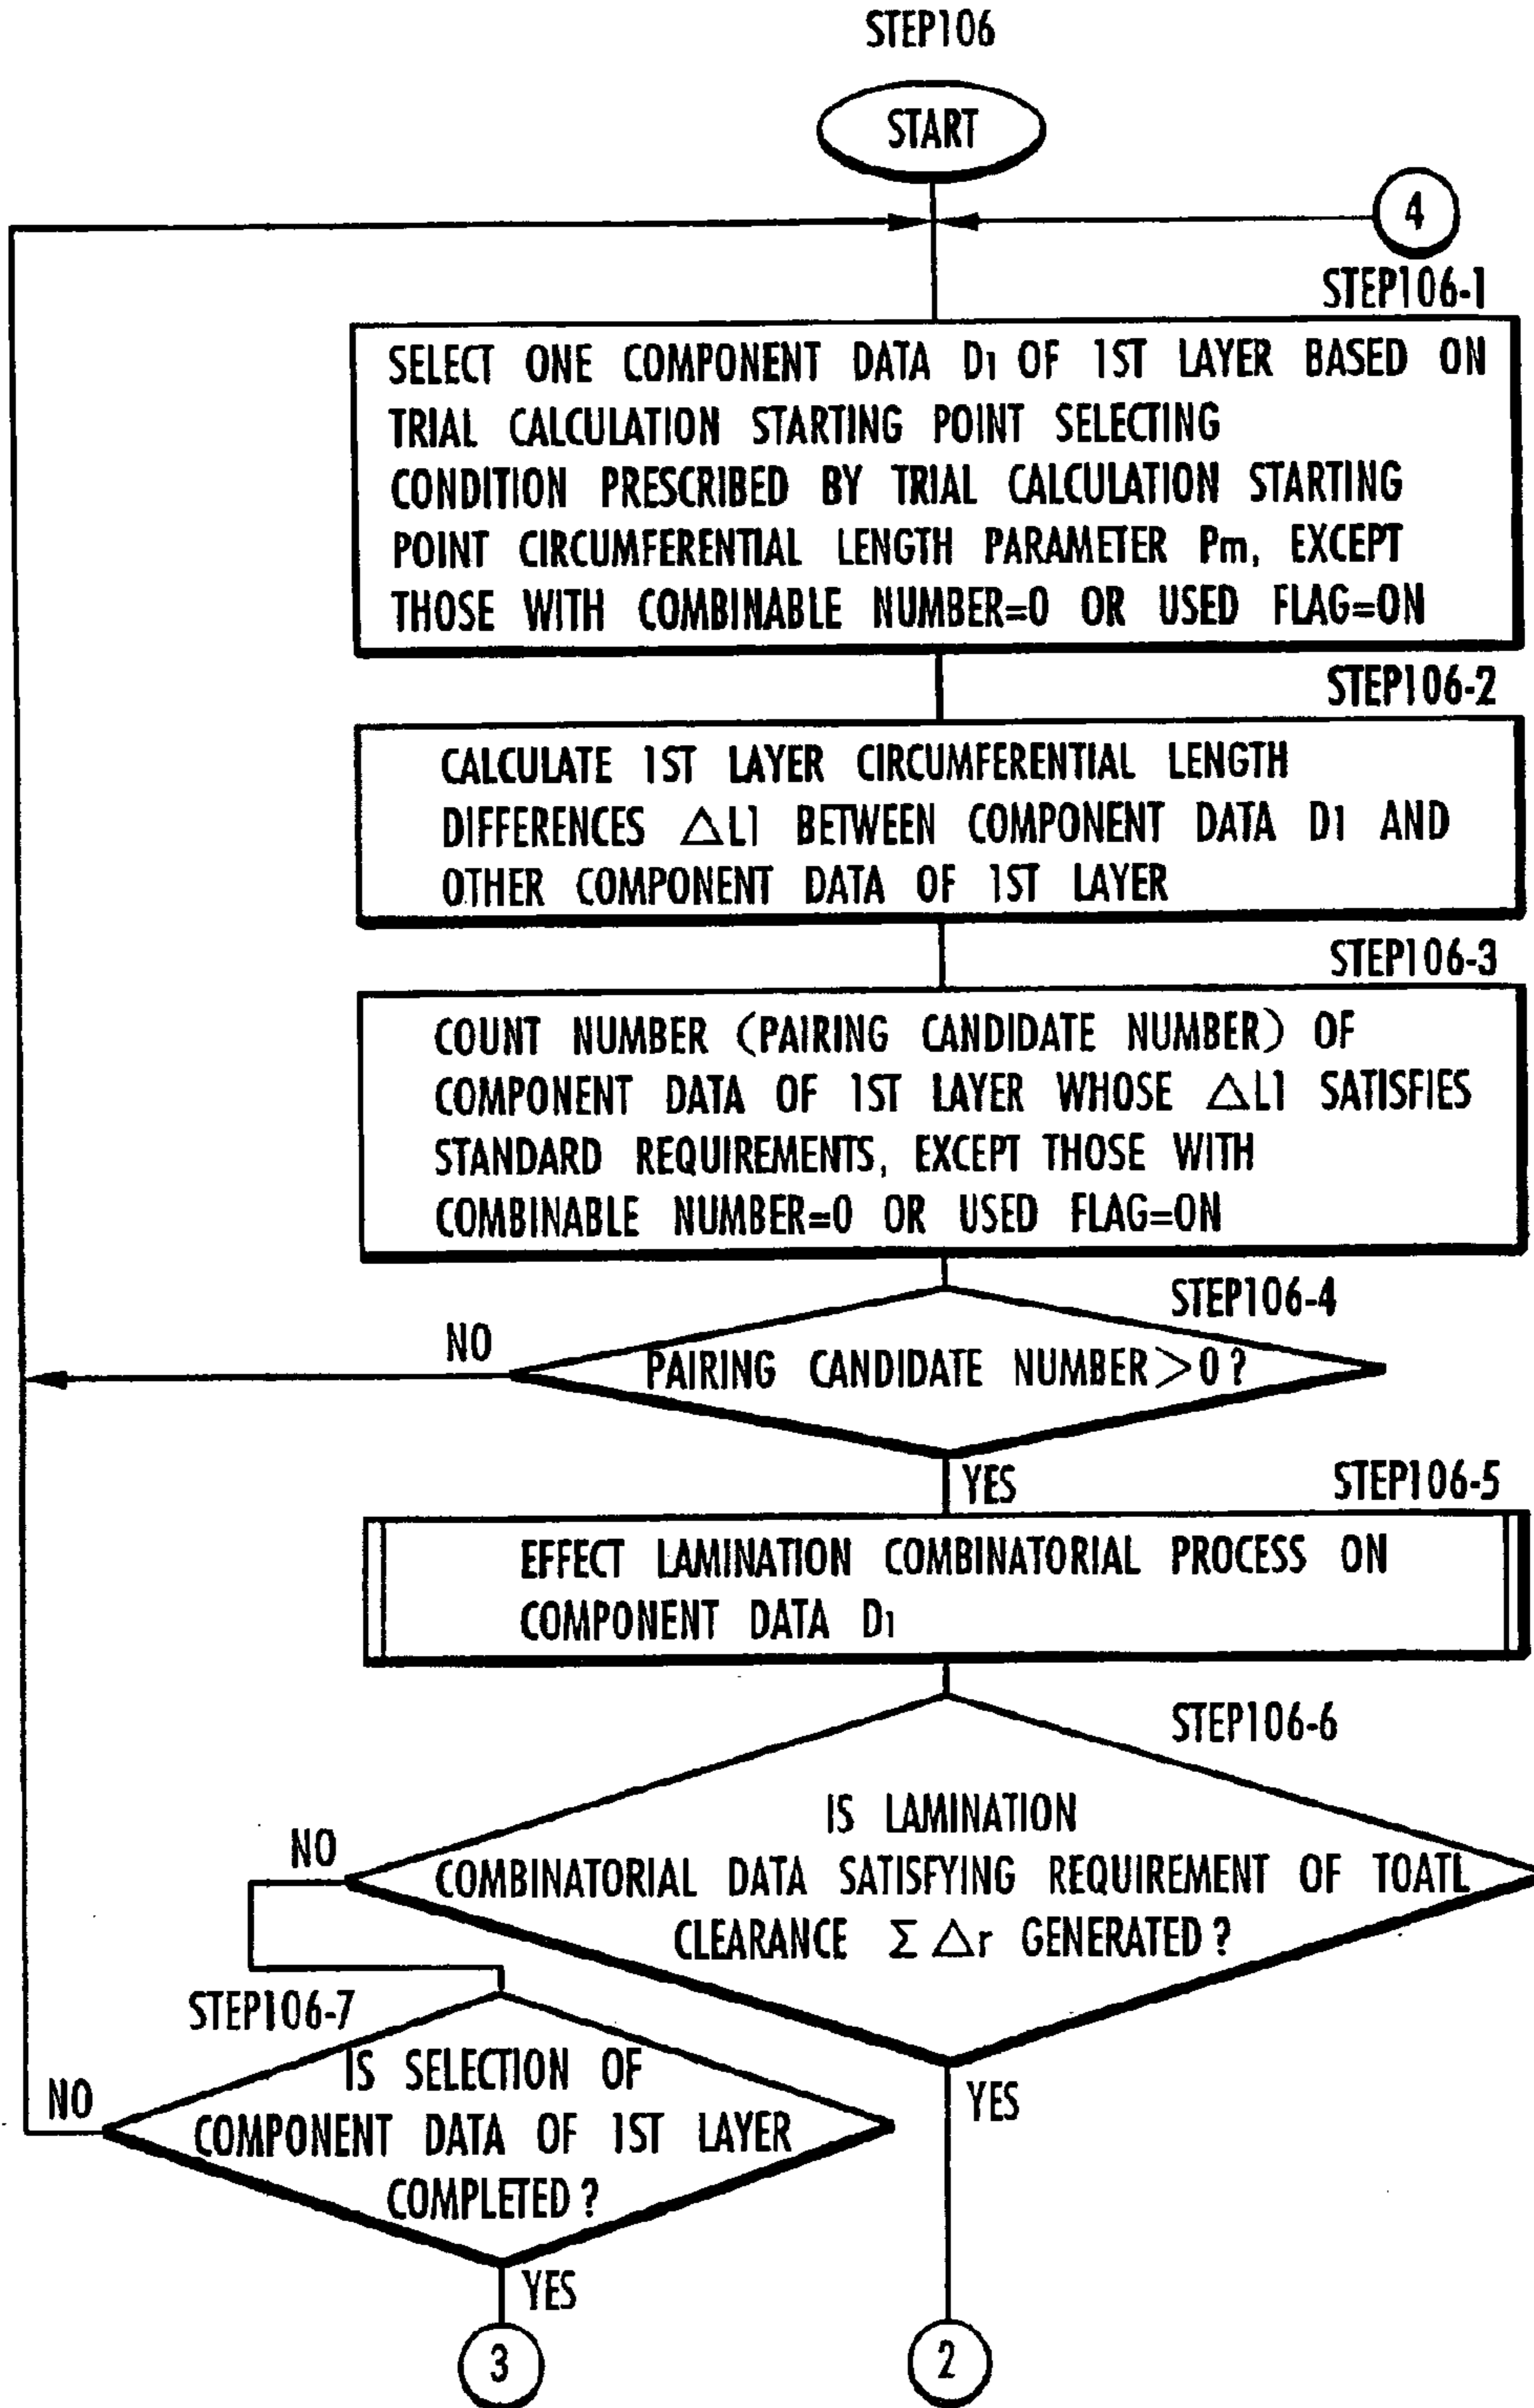 STEP106
START
4
STEP106-1
SELECT ONE COMPONENT DATA D1 OF 1ST LAYER BASED ON
TRIAL CALCULATION STARTING POINT SELECTING
CONDITION PRESCRIBED BY TRIAL CALCULATION STARTING
POINT CIRCUMFERENTIAL LENGTH PARAMETER Pm, EXCEPT
THOSE WITH COMBINABLE NUMBER=0 OR USED FLAG=ON
STEP106-2
CALCULATE 1ST LAYER CIRCUMFERENTIAL LENGTH
DIFFERENCES △L1 BETWEEN COMPONENT DATA D1 AND
OTHER COMPONENT DATA OF 1ST LAYER
STEP106-3
COUNT NUMBER (PAIRING CANDIDATE NUMBER) OF
COMPONENT DATA OF 1ST LAYER WHOSE △L1 SATISFIES
STANDARD REQUIREMENTS, EXCEPT THOSE WITH
COMBINABLE NUMBER=0 OR USED FLAG=ON
STEP106-4
NO
PAIRING CANDIDATE NUMBER>0?
YES
STEP106-5
EFFECT LAMINATION COMBINATORIAL PROCESS ON
COMPONENT DATA D1
STEP106-6
IS LAMINATION
NO
COMBINATORIAL DATA SATISFYING REQUIREMENT OF TOATL
CLEARANCE Σ△r GENERATED?
STEP106-7
IS SELECTION OF
NO
YES
COMPONENT DATA OF 1ST LAYER
COMPLETED?
YES
3
2